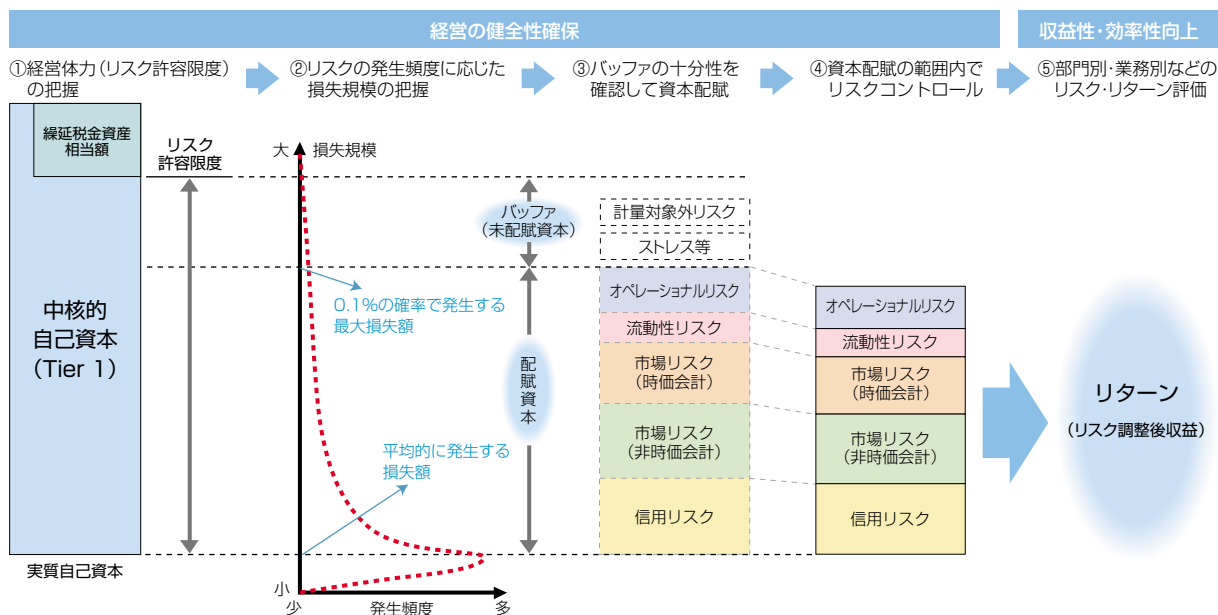 経営の健全性確保
収益性・効率性向上
①経営体力(リスク許容限度)
の把握
②リスクの発生頻度に応じた
損失規模の把握
③バッファの十分性を
確認して資本配賦
④資本配賦の範囲内で
リスクコントロール
⑤部門別・業務別などの
リスク・リターン評価
繰延税金資産
相当額
中核的
自己資本
(Tier 1)
実質自己資本
リスク
許容限度
大
損失規模
0.1%の確率で発生する
最大損失額
平均的に発生する
損失額
小
少
発生頻度
多
バッファ
(未配賦資本)
配
賦
資
本
計量対象外リスク
ストレス等
オペレーショナルリスク
流動性リスク
市場リスク
(時価会計)
市場リスク
(非時価会計)
信用リスク
オペレーショナルリスク
流動性リスク
市場リスク
(時価会計)
市場リスク
(非時価会計)
信用リスク
リターン
(リスク調整後収益)